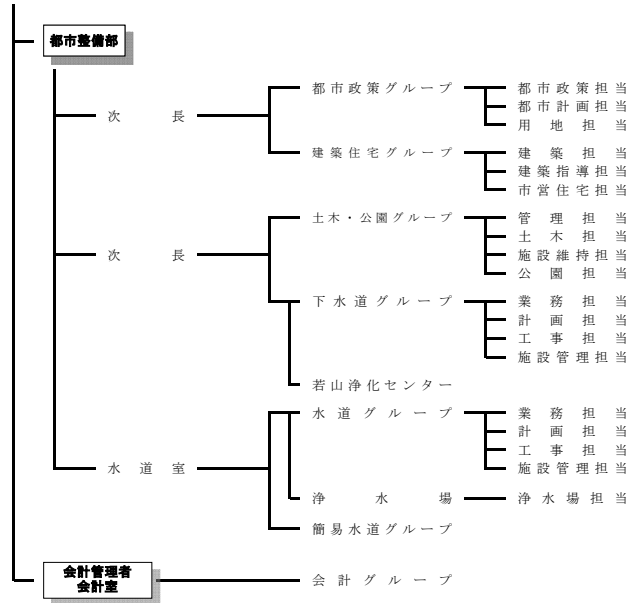 都市整備部
都市政策グループ
都市政策担当
都市計画担当
次長
用地担当
建築住宅グループ
建築担当
建築指導担当
市営住宅担当
土木・公園グループ
管理担当
土木担当
次長
施設維持担当
公園担当
下水道グループ
業務担当
計画担当
工事担当
施設管理担当
若山浄化センター
水道グループ
業務担当
計画担当
工事担当
水道室
施設管理担当
浄水場
浄水場担当
簡易水道グループ
会計管理者
会計室
会計グループ